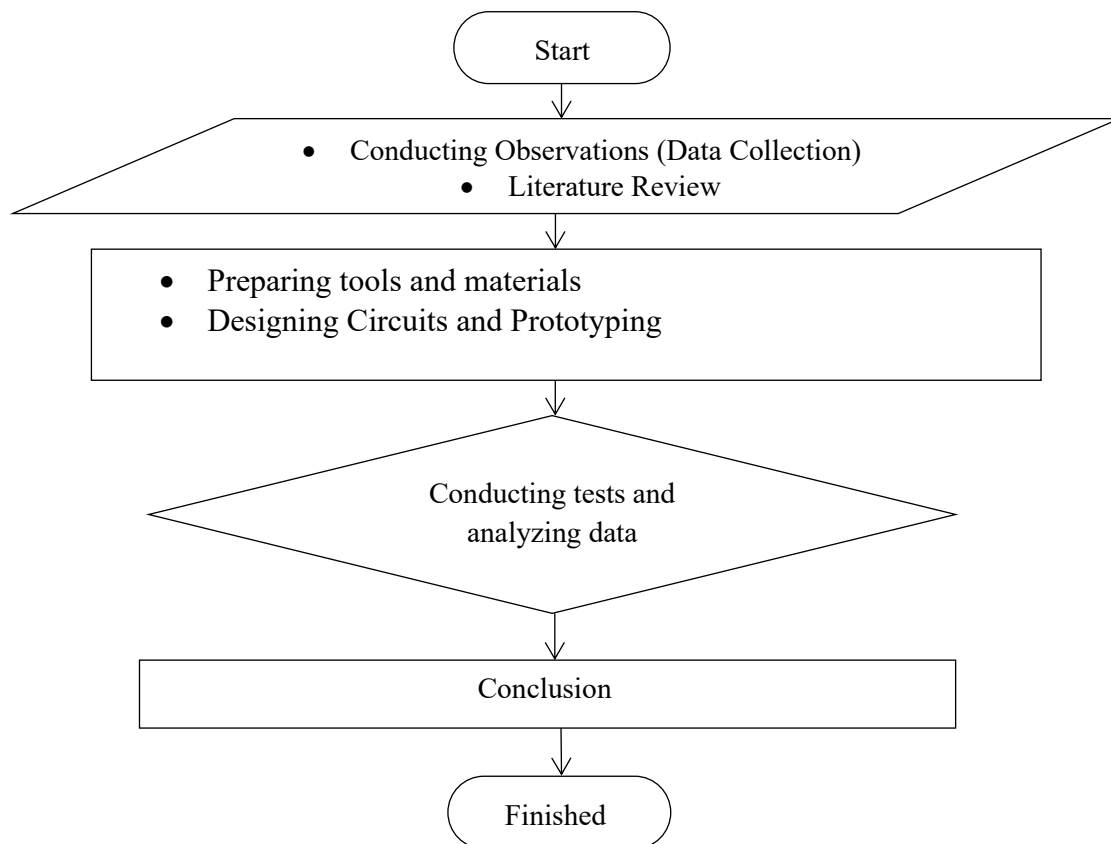 Start
• Conducting Observations (Data Collection)
• Literature Review
• Preparing tools and materials
• Designing Circuits and Prototyping
Conducting tests and
analyzing data
Conclusion
Finished